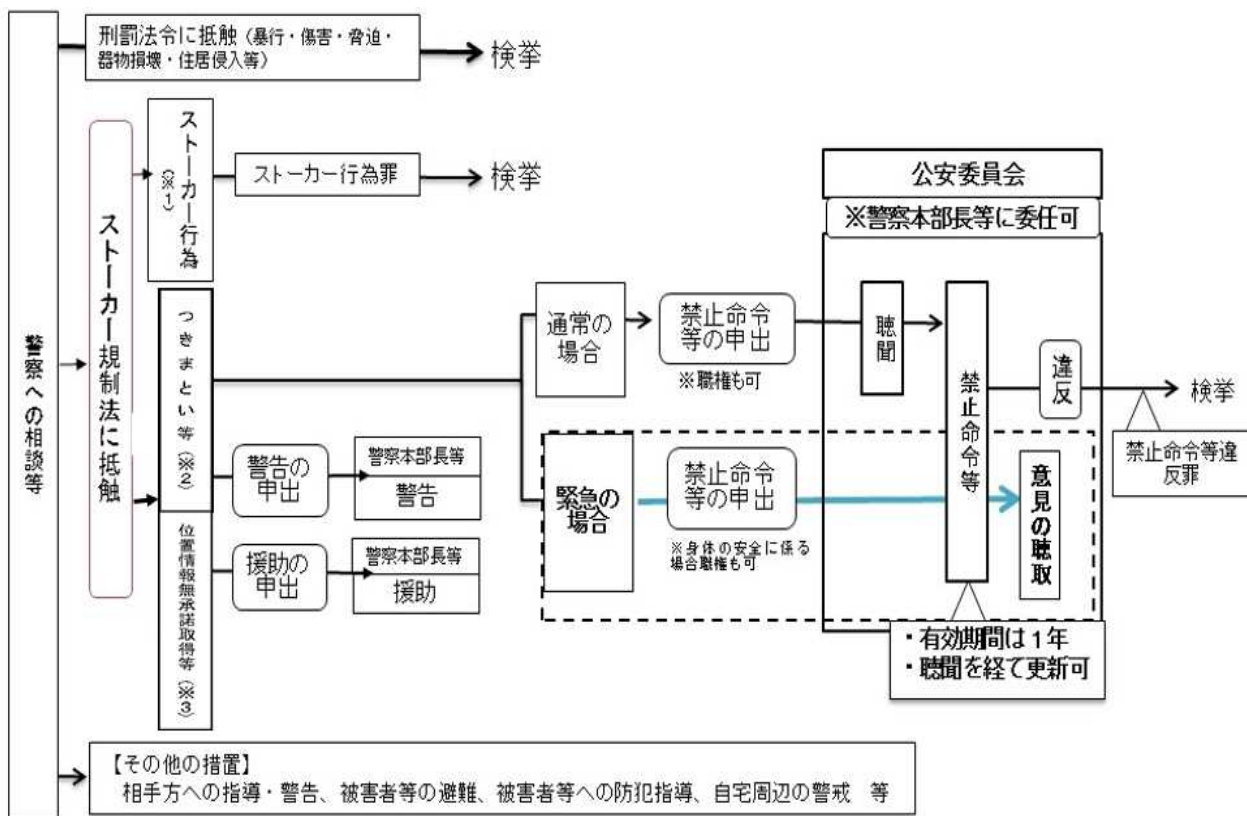 警察への相談等
刑罰法令に抵触（暴行・傷害・脅迫・
器物損壊・住居侵入等）
検挙
ストーカー規制法に抵触
ストーカー行為
（※１）
ストーカー行為罪
検挙
つきまとい等（※２）
位置情報無承諾取得等（※３）
警告の
申出
警察本部長等
警告
援助の
申出
警察本部長等
援助
通常の
場合
禁止命令
等の申出
※職権も可
緊急の
場合
禁止命令
等の申出
※身体の安全に係る
場合職権も可
公安委員会
※警察本部長等に委任可
聴聞
禁止命令等
違反
検挙
禁止命令等違
反罪
意見の聴取
・有効期間は１年
・聴聞を経て更新可
【その他の措置】
相手方への指導・警告、被害者等の避難、被害者等への防犯指導、自宅周辺の警戒　等